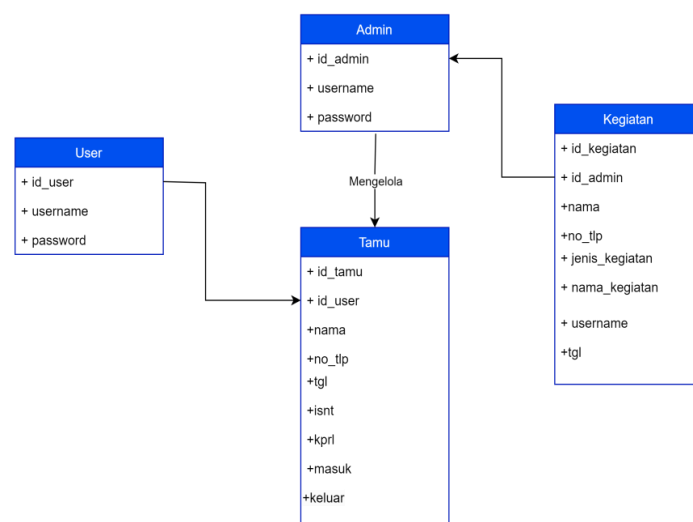 Admin
+ id_admin
+ username
+ password
User
+ id_user
+ username
+ password
Mengelola
Tamu
+ id_tamu
+ id_user
+nama
+no_tlp
+tgl
+isnt
+kprl
+masuk
+keluar
Kegiatan
+ id_kegiatan
+ id_admin
+nama
+no_tlp
+ jenis_kegiatan
+ nama_kegiatan
+ username
+tgl